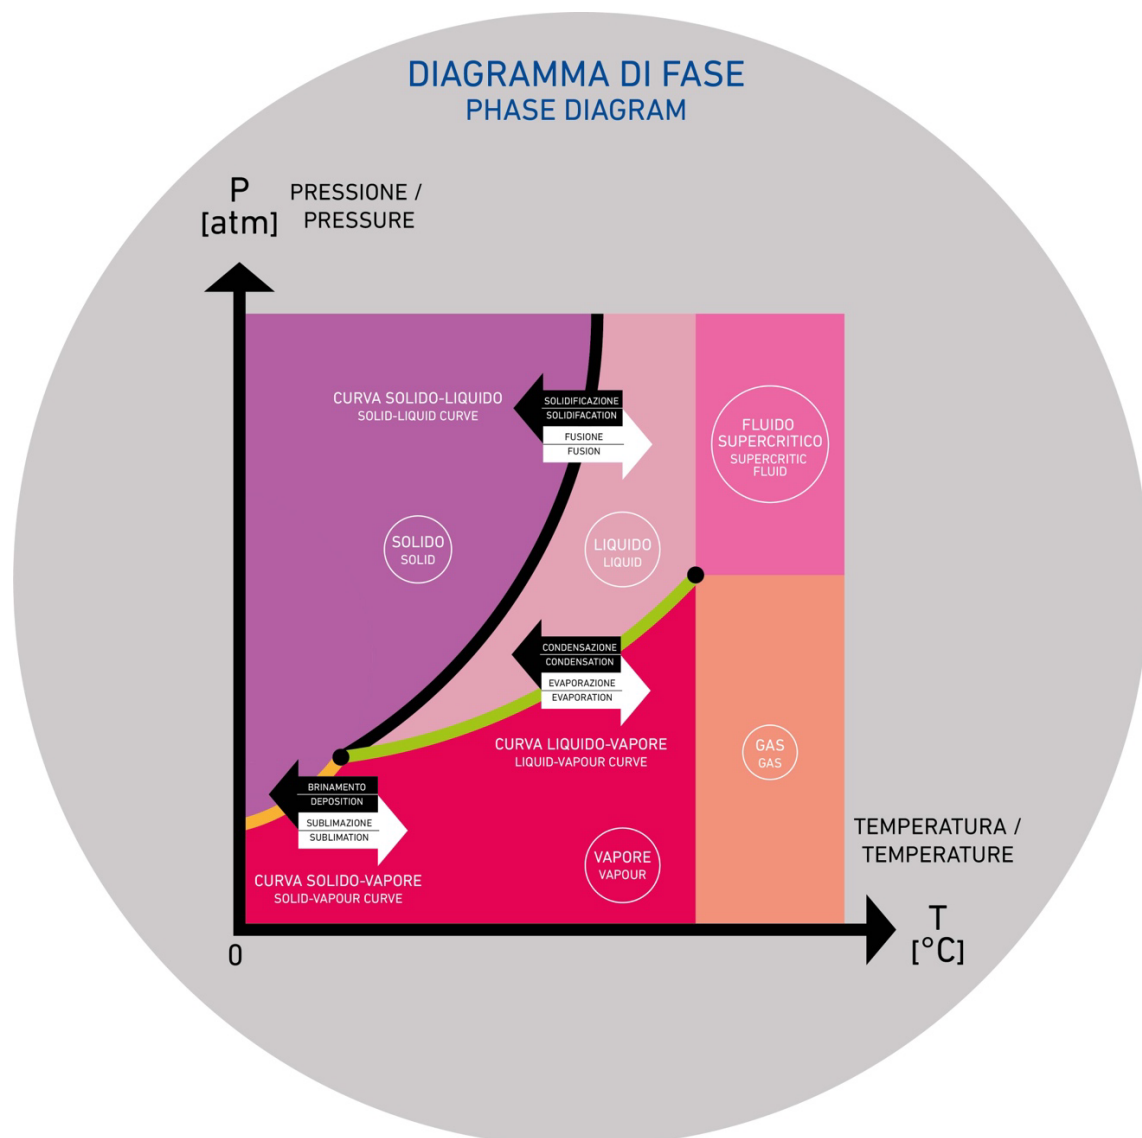 DIAGRAMMA DI FASE
PHASE DIAGRAM
P
[atm]
PRESSIONE /
PRESSURE
CURVA SOLIDO-LIQUIDO
SOLID-LIQUID CURVE
SOLIDIFICAZIONE
SOLIDIFACATION
FUSIONE
FUSION
FLUIDO
SUPERCRITICO
SUPERCRITIC
FLUID
SOLIDO
SOLID
LIQUIDO
LIQUID
CONDENSAZIONE
CONDENSATION
EVAPORAZIONE
EVAPORATION
CURVA LIQUIDO-VAPORE
LIQUID-VAPOUR CURVE
GAS
GAS
BRINAMENTO
DEPOSITION
SUBLIMAZIONE
SUBLIMATION
CURVA SOLIDO-VAPORE
SOLID-VAPOUR CURVE
VAPORE
VAPOUR
TEMPERATURA /
TEMPERATURE
T
[°C]
0